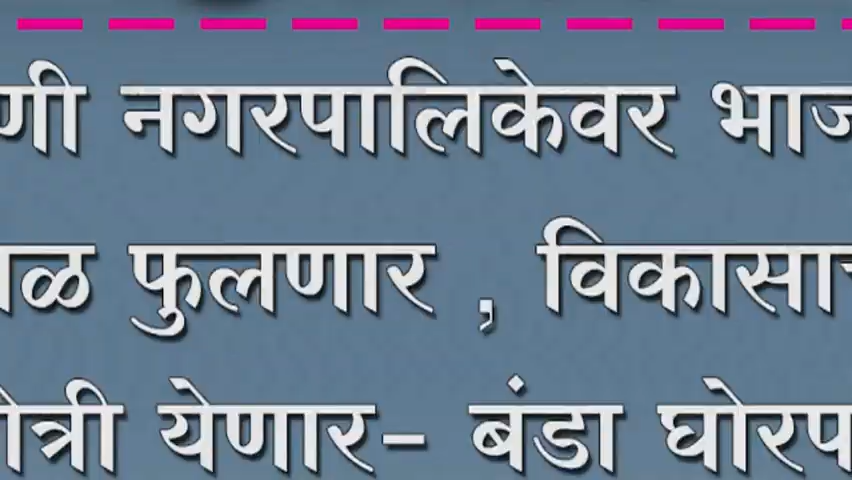 णी नगरपालिकेवर भाज
ळ फुलणार , विकासा
त्री येणार- बंडा घोरप